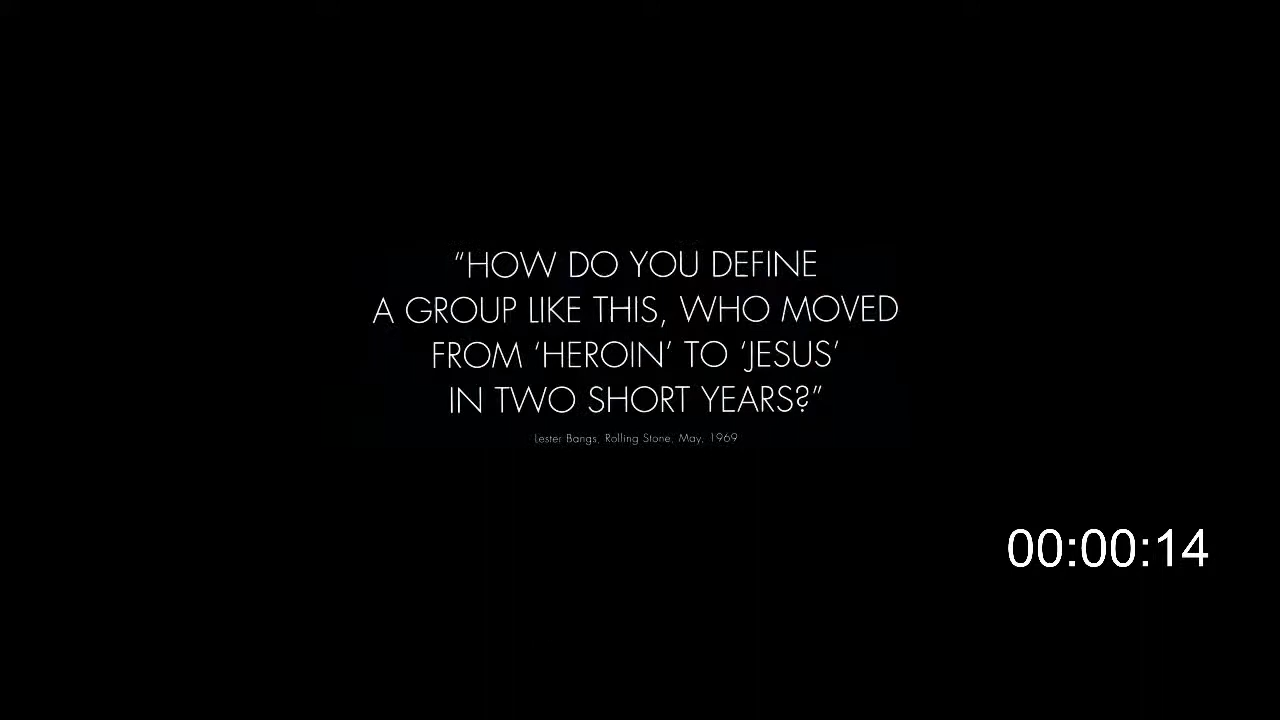 “HOW DO YOU DEFINE
A GROUP LIKE THIS, WHO MOVED
FROM ‘HEROIN’ TO ‘JESUS’
IN TWO SHORT YEARS?”
Lester Bangs, Rolling Stone, May, 1969
00:00:14